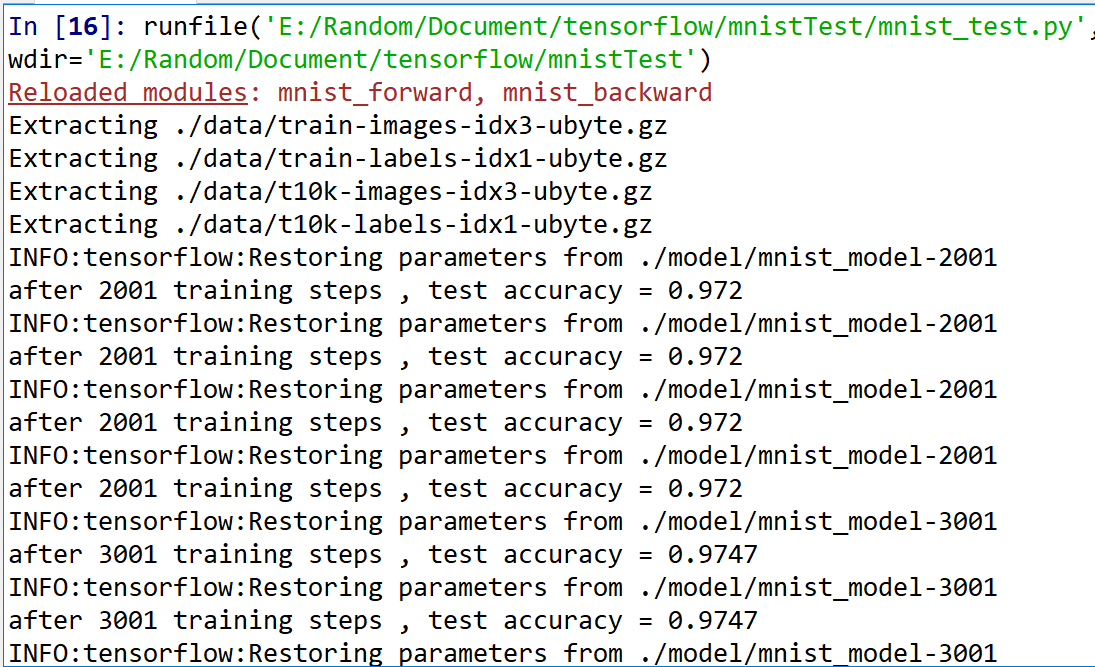 In [16]: runfile('E:/Random/Document/tensorflow/mnistTest/mnist_test.py',
wdir='E:/Random/Document/tensorflow/mnistTest')
Reloaded modules: mnist_forward, mnist_backward
Extracting ./data/train-images-idx3-ubyte.gz
Extracting ./data/train-labels-idx1-ubyte.gz
Extracting ./data/t10k-images-idx3-ubyte.gz
Extracting ./data/t10k-labels-idx1-ubyte.gz
INFO:tensorflow:Restoring parameters from ./model/mnist_model-2001
after 2001 training steps , test accuracy = 0.972
INFO:tensorflow:Restoring parameters from ./model/mnist_model-2001
after 2001 training steps , test accuracy = 0.972
INFO:tensorflow:Restoring parameters from ./model/mnist_model-2001
after 2001 training steps , test accuracy = 0.972
INFO:tensorflow:Restoring parameters from ./model/mnist_model-2001
after 2001 training steps , test accuracy = 0.972
INFO:tensorflow:Restoring parameters from ./model/mnist_model-3001
after 3001 training steps , test accuracy = 0.9747
INFO:tensorflow:Restoring parameters from ./model/mnist_model-3001
after 3001 training steps , test accuracy = 0.9747
INFO:tensorflow:Restoring parameters from ./model/mnist_model-3001